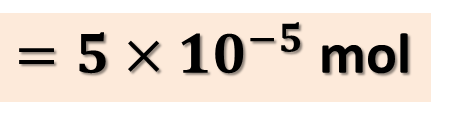 = 5 × 10⁻⁵ mol